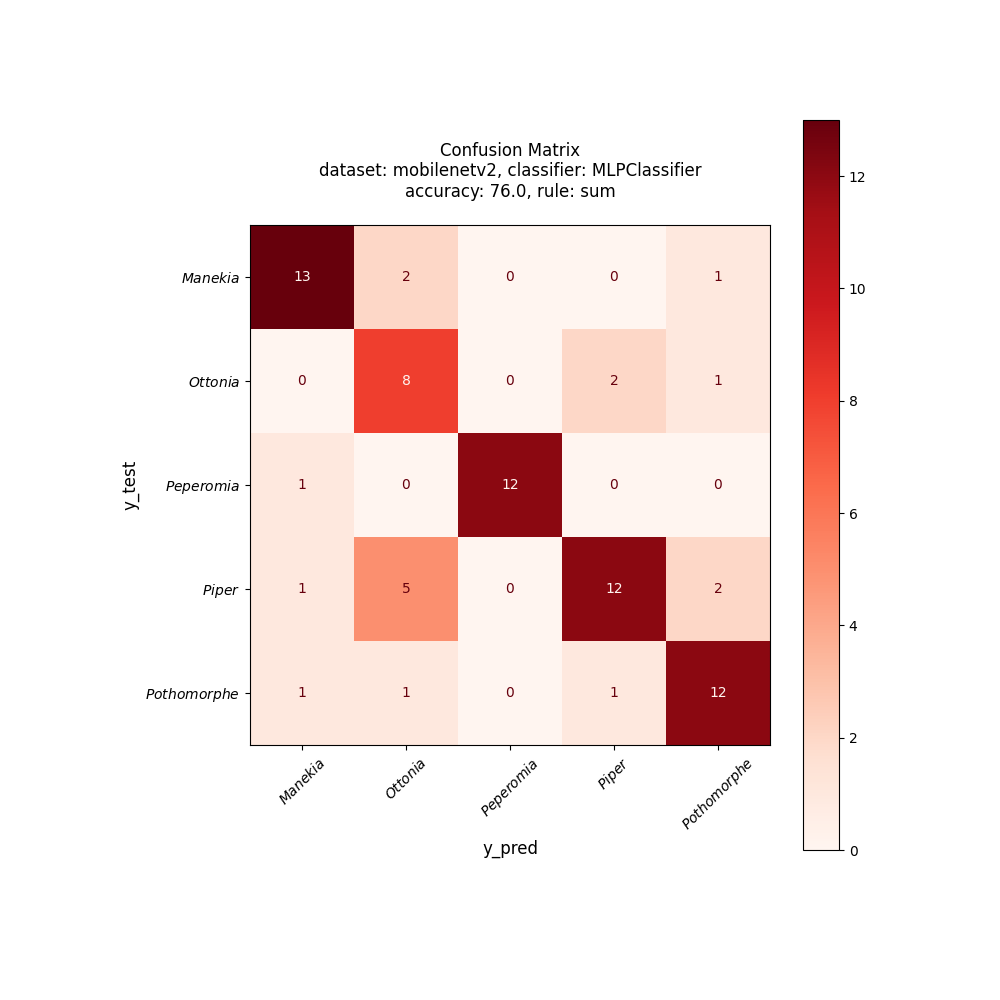 Confusion Matrix
dataset: mobilenetv2, classifier: MLPClassifier
accuracy: 76.0, rule: sum
y_test
Manekia 13 2 0 0 1
Ottonia 0 8 0 2 1
Peperomia 1 0 12 0 0
Piper 1 5 0 12 2
Pothomorphe 1 1 0 1 12
Manekia Ottonia Peperomia Piper Pothomorphe
y_pred
12
10
8
6
4
2
0